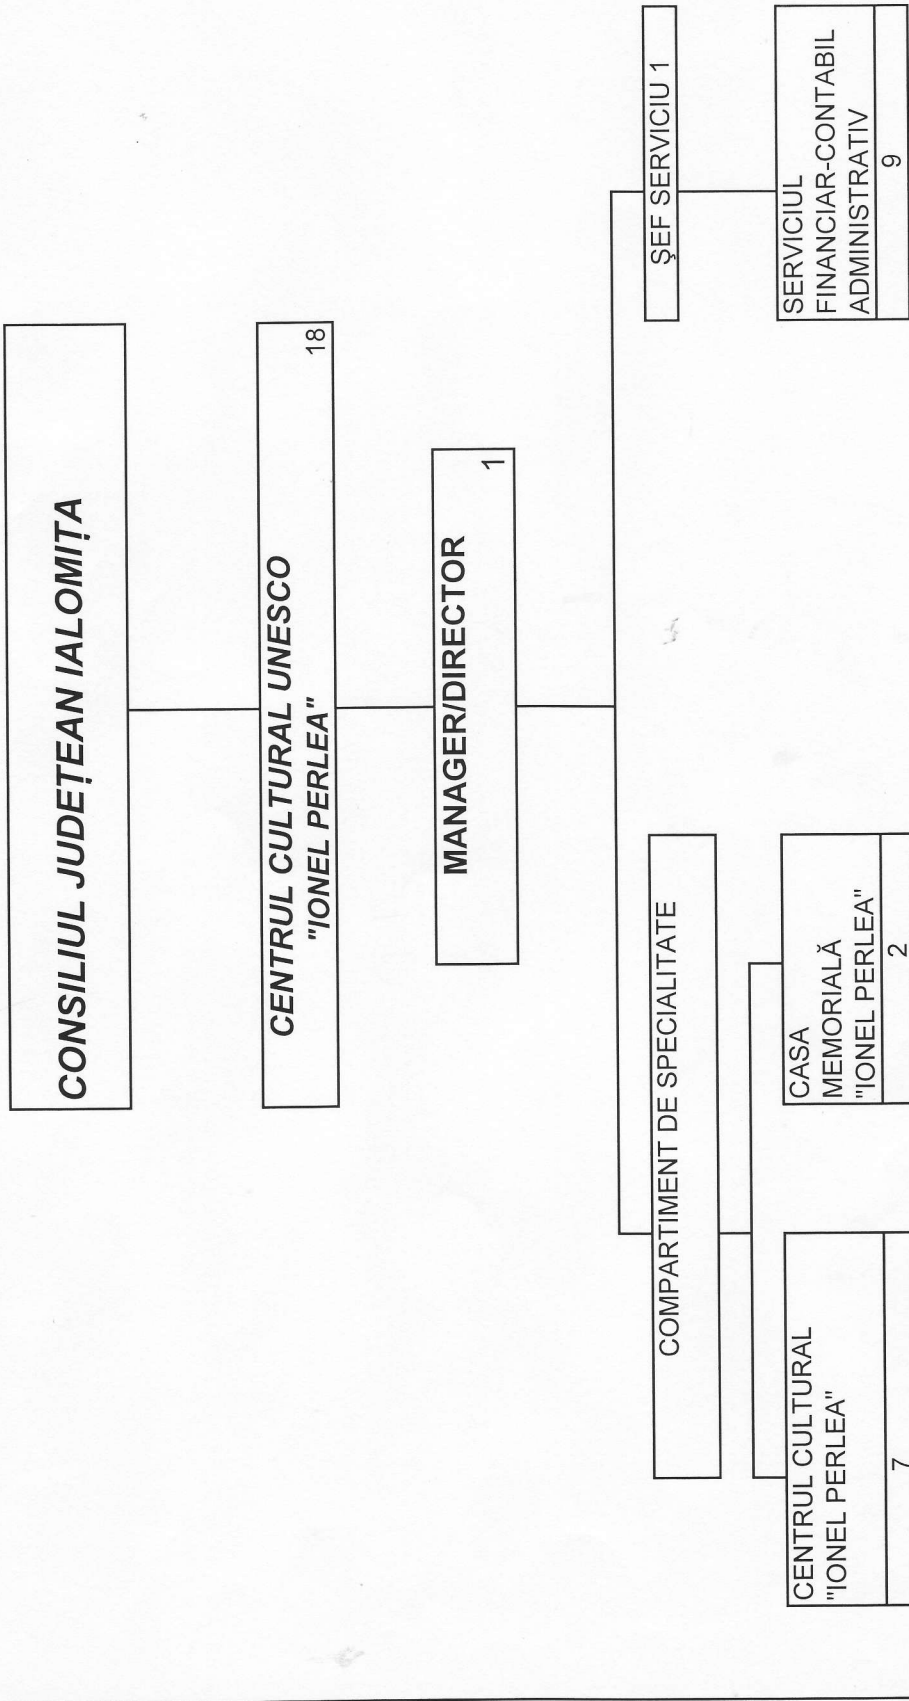 CONSILIUL JUDEȚEAN IALOMIȚA
CENTRUL CULTURAL UNESCO
"IONEL PERLEA"
18
MANAGER/DIRECTOR
1
COMPARTIMENT DE SPECIALITATE
ŞEF SERVICIU 1
CENTRUL CULTURAL
"IONEL PERLEA"
7
CASA
MEMORIALĂ
"IONEL PERLEA"
2
SERVICIUL
FINANCIAR-CONTABIL
ADMINISTRATIV
9